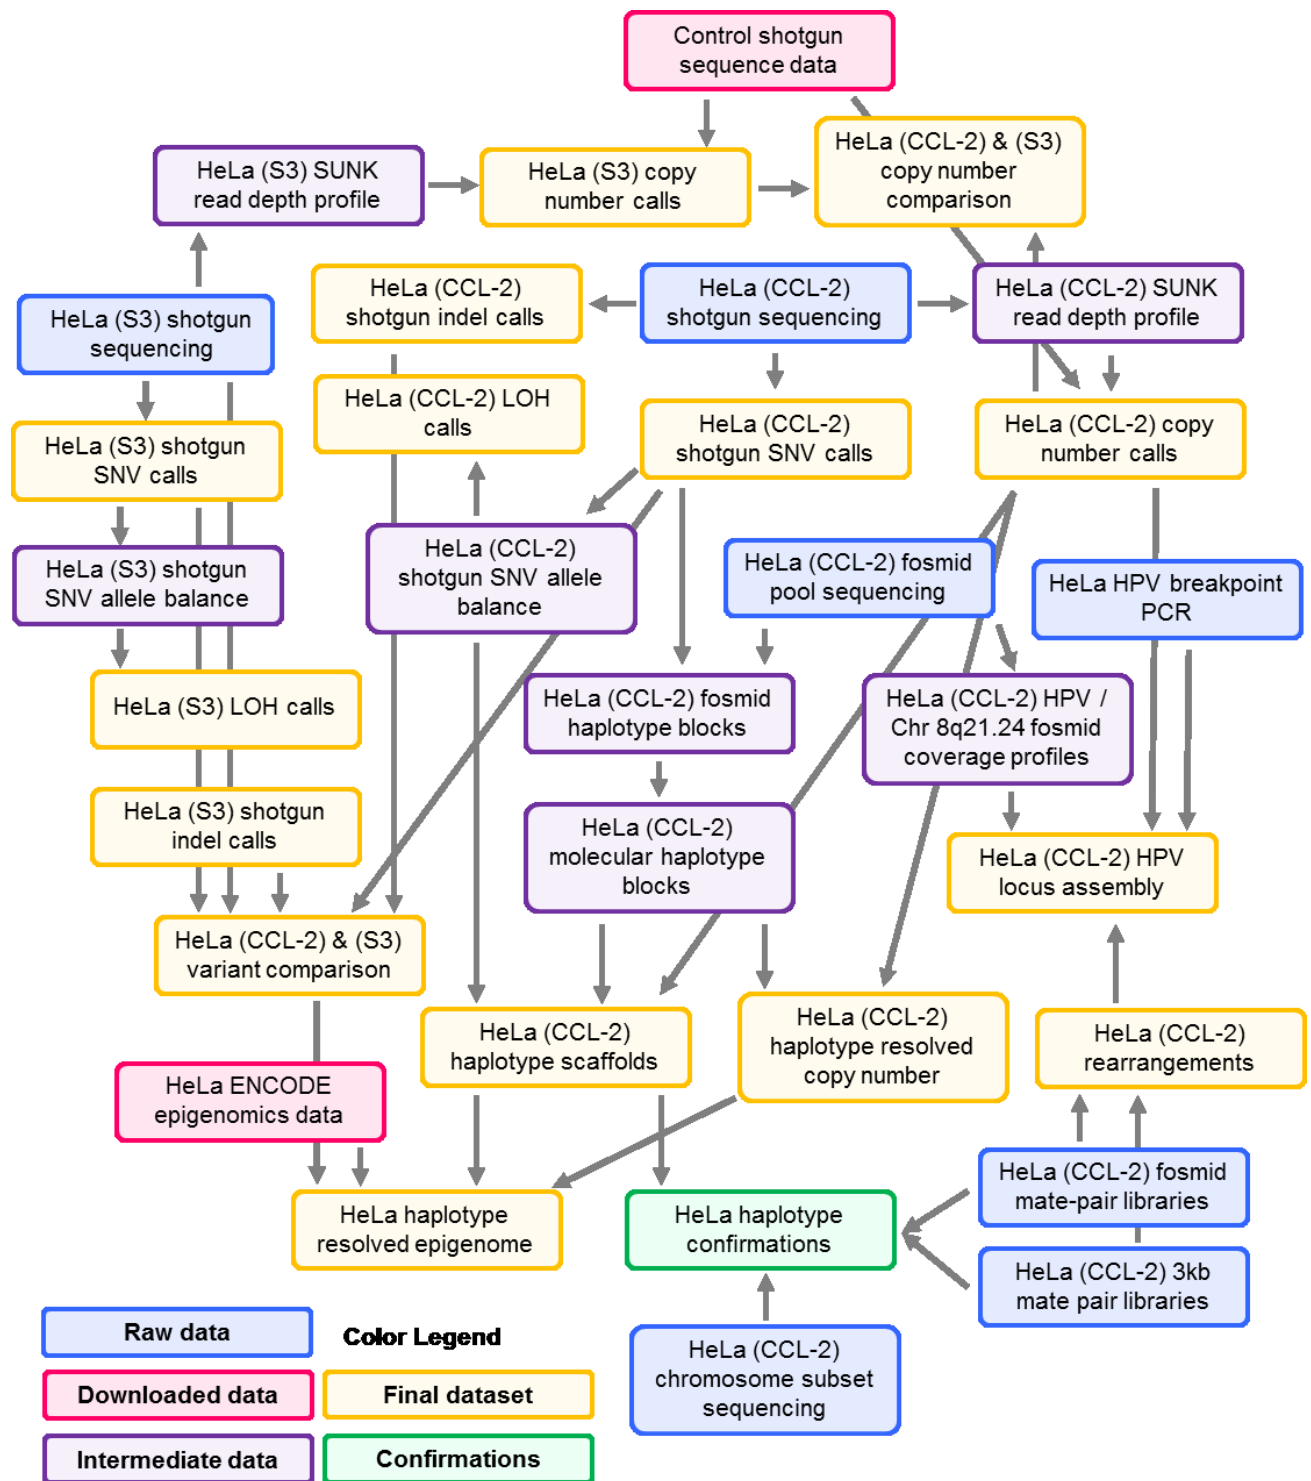 Control shotgun
sequence data
HeLa (S3) SUNK
read depth profile
HeLa (S3) copy
number calls
HeLa (CCL-2) & (S3)
copy number
comparison
HeLa (S3) shotgun
sequencing
HeLa (CCL-2)
shotgun indel calls
HeLa (CCL-2)
shotgun sequencing
HeLa (CCL-2) SUNK
read depth profile
HeLa (S3) shotgun
SNV calls
HeLa (CCL-2) LOH
calls
HeLa (CCL-2)
shotgun SNV calls
HeLa (CCL-2) copy
number calls
HeLa (S3) shotgun
SNV allele balance
HeLa (CCL-2)
shotgun SNV allele
balance
HeLa (CCL-2) fosmid
pool sequencing
HeLa HPV breakpoint
PCR
HeLa (S3) LOH calls
HeLa (CCL-2) fosmid
haplotype blocks
HeLa (CCL-2) HPV /
Chr 8q21.24 fosmid
coverage profiles
HeLa (S3) shotgun
indel calls
HeLa (CCL-2)
molecular haplotype
blocks
HeLa (CCL-2) HPV
locus assembly
HeLa (CCL-2) & (S3)
variant comparison
HeLa (CCL-2)
haplotype scaffolds
HeLa (CCL-2)
haplotype resolved
copy number
HeLa (CCL-2)
rearrangements
HeLa ENCODE
epigenomics data
HeLa haplotype
resolved epigenome
HeLa haplotype
confirmations
HeLa (CCL-2) fosmid
mate-pair libraries
HeLa (CCL-2) 3kb
mate pair libraries
HeLa (CCL-2)
chromosome subset
sequencing
Raw data
Color Legend
Downloaded data
Final dataset
Intermediate data
Confirmations